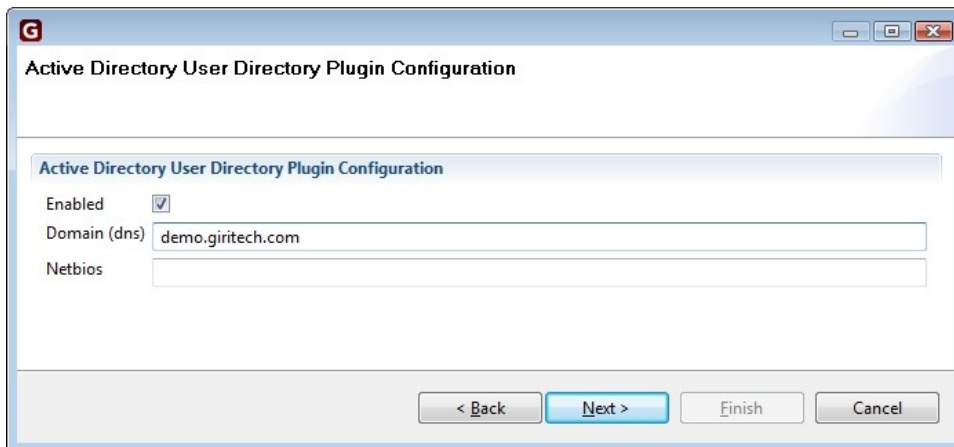 G
Active Directory User Directory Plugin Configuration
Active Directory User Directory Plugin Configuration
Enabled
Domain (dns) demo.giritech.com
Netbios
< Back Next > Finish Cancel